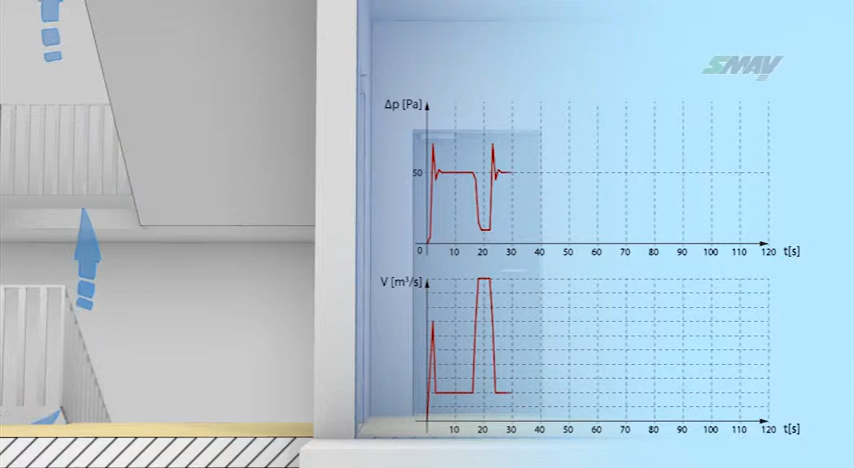 SMAY
Δp [Pa]
50
0 10 20 30 40 50 60 70 80 90 100 110 120 t[s]
V [m³/s]
10 20 30 40 50 60 70 80 90 100 110 120 t[s]